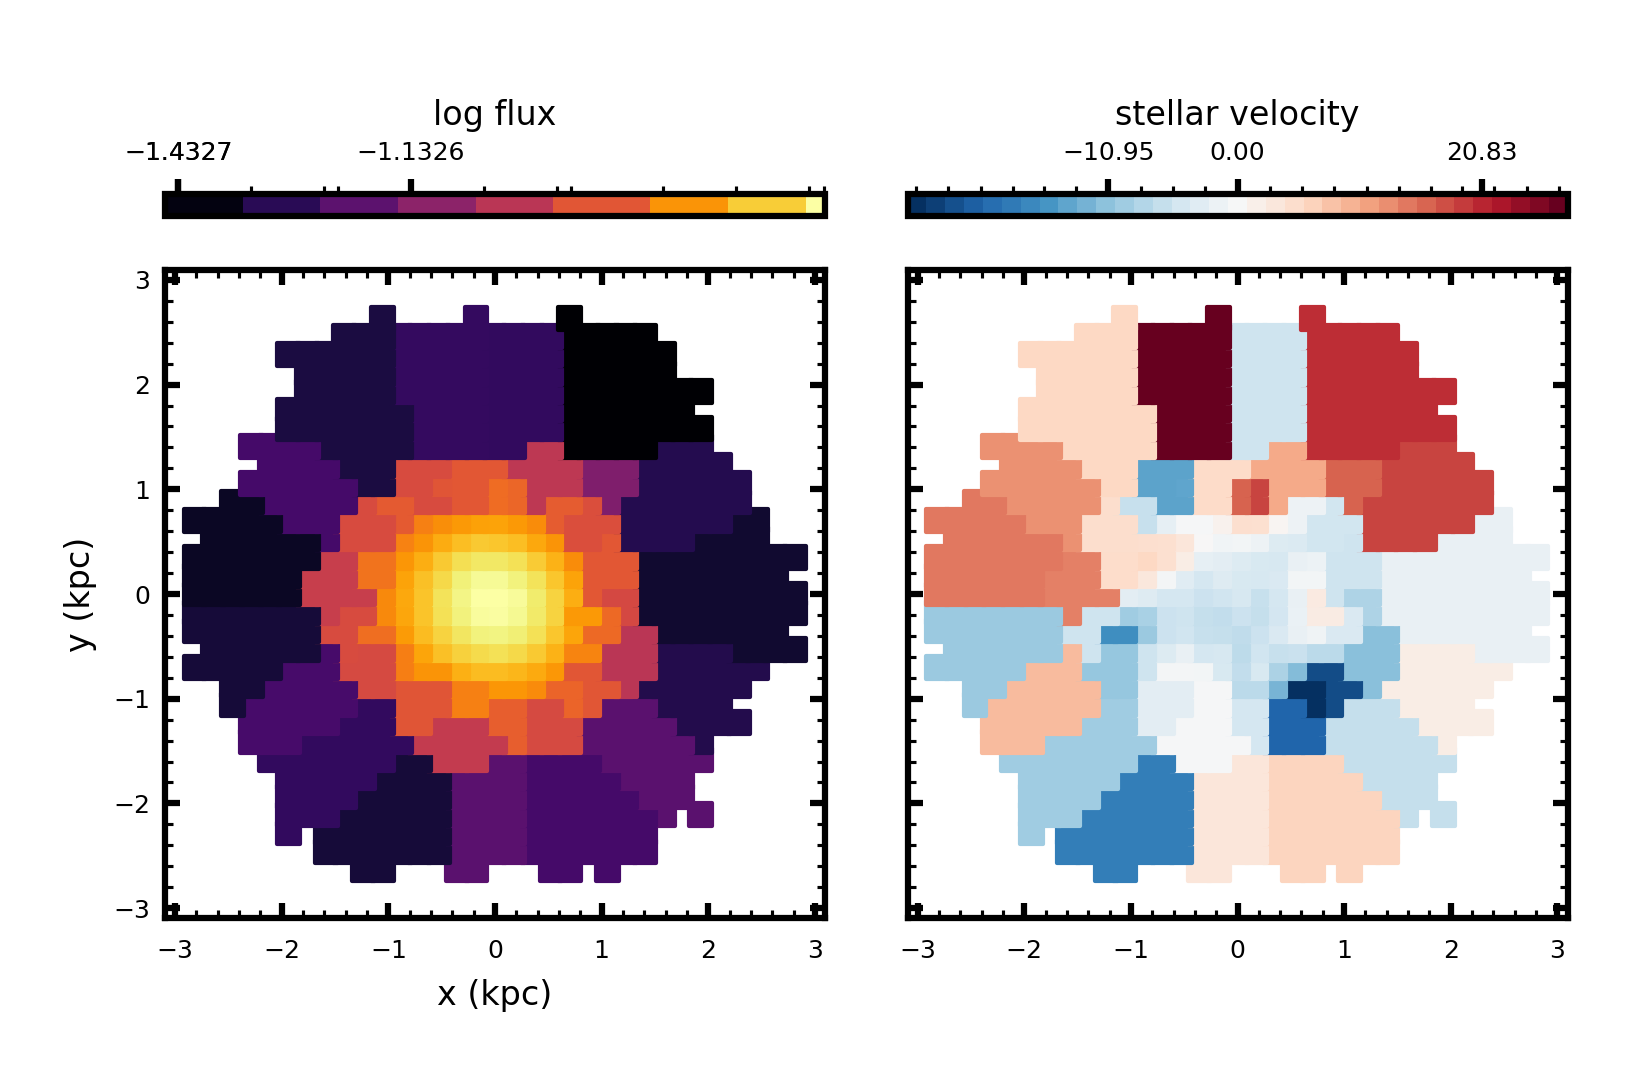 log flux
stellar velocity
−1.4327 −1.1326
−10.95 0.00 20.83
3
2
1
0
−1
−2
−3
y (kpc)
−3 −2 −1 0 1 2 3
−3 −2 −1 0 1 2 3
x (kpc)